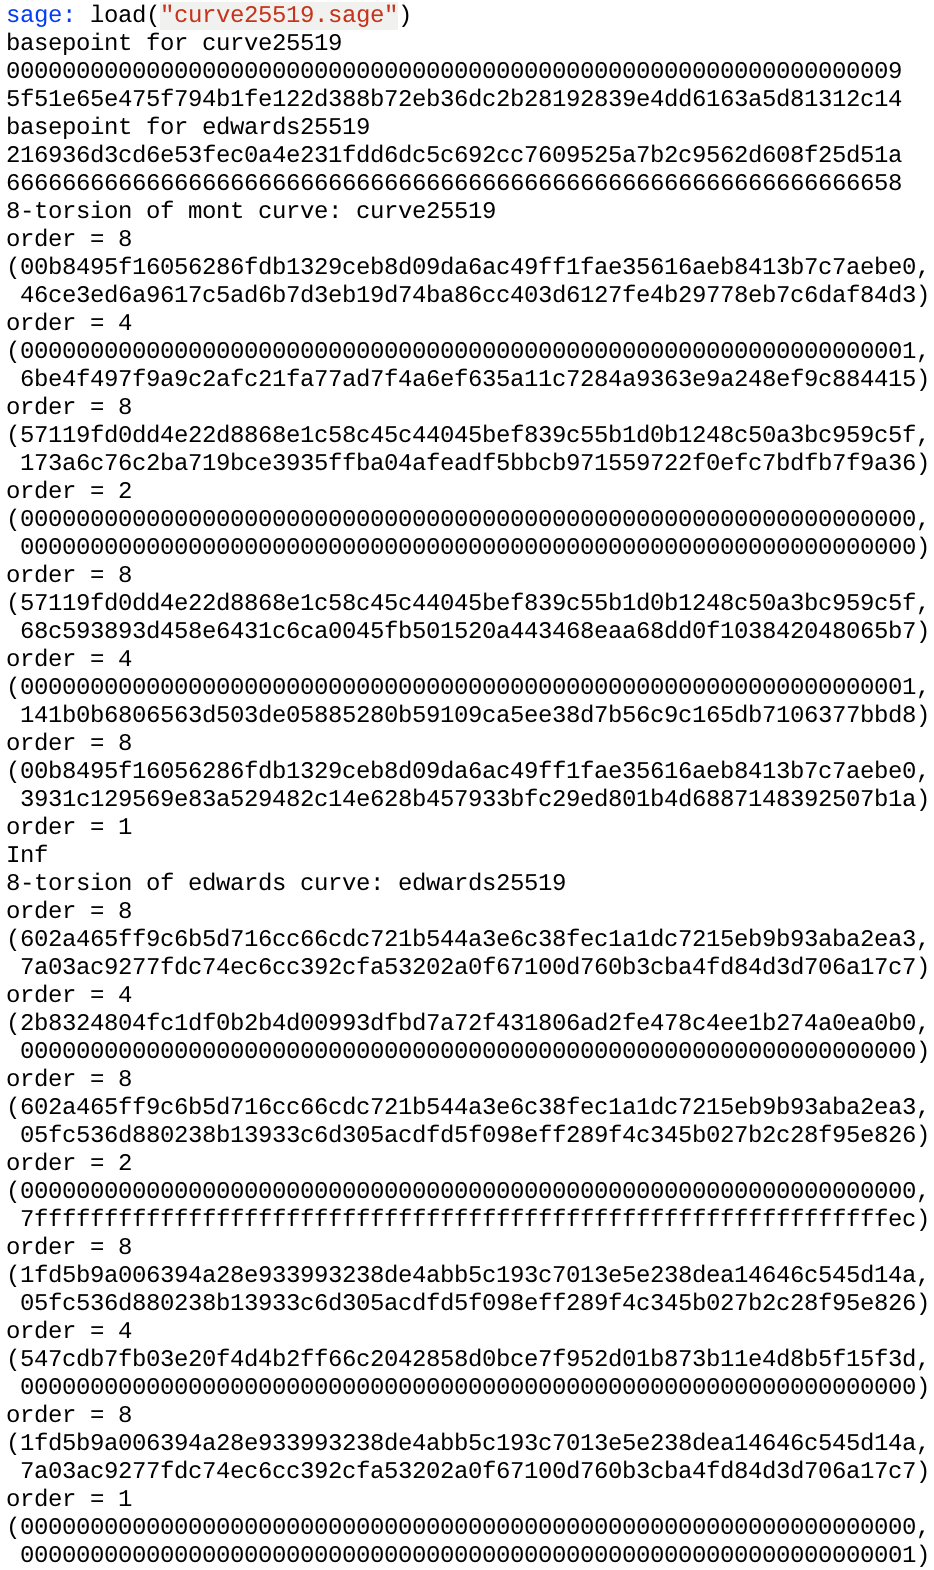 sage: load("curve25519.sage")
basepoint for curve25519
0000000000000000000000000000000000000000000000000000000000000009
5f51e65e475f794b1fe122d388b72eb36dc2b28192839e4dd6163a5d81312c14
basepoint for edwards25519
216936d3cd6e53fec0a4e231fdd6dc5c692cc7609525a7b2c9562d608f25d51a
6666666666666666666666666666666666666666666666666666666666666658
8-torsion of mont curve: curve25519
order = 8
(00b8495f16056286fdb1329ceb8d09da6ac49ff1fae35616aeb8413b7c7aebe0,
46ce3ed6a9617c5ad6b7d3eb19d74ba86cc403d6127fe4b29778eb7c6daf84d3)
order = 4
(0000000000000000000000000000000000000000000000000000000000000001,
6be4f497f9a9c2afc21fa77ad7f4a6ef635a11c7284a9363e9a248ef9c884415)
order = 8
(57119fd0dd4e22d8868e1c58c45c44045bef839c55b1d0b1248c50a3bc959c5f,
173a6c76c2ba719bce3935ffba04afeadf5bbcb971559722f0efc7bdfb7f9a36)
order = 2
(0000000000000000000000000000000000000000000000000000000000000000,
0000000000000000000000000000000000000000000000000000000000000000)
order = 8
(57119fd0dd4e22d8868e1c58c45c44045bef839c55b1d0b1248c50a3bc959c5f,
68c593893d458e6431c6ca0045fb501520a443468eaa68dd0f103842048065b7)
order = 4
(0000000000000000000000000000000000000000000000000000000000000001,
141b0b6806563d503de05885280b59109ca5ee38d7b56c9c165db7106377bbd8)
order = 8
(00b8495f16056286fdb1329ceb8d09da6ac49ff1fae35616aeb8413b7c7aebe0,
3931c129569e83a529482c14e628b457933bfc29ed801b4d6887148392507b1a)
order = 1
Inf
8-torsion of edwards curve: edwards25519
order = 8
(602a465ff9c6b5d716cc66cdc721b544a3e6c38fec1a1dc7215eb9b93aba2ea3,
7a03ac9277fdc74ec6cc392cfa53202a0f67100d760b3cba4fd84d3d706a17c7)
order = 4
(2b8324804fc1df0b2b4d00993dfbd7a72f431806ad2fe478c4ee1b274a0ea0b0,
0000000000000000000000000000000000000000000000000000000000000000)
order = 8
(602a465ff9c6b5d716cc66cdc721b544a3e6c38fec1a1dc7215eb9b93aba2ea3,
05fc536d880238b13933c6d305acdfd5f098eff289f4c345b027b2c28f95e826)
order = 2
(0000000000000000000000000000000000000000000000000000000000000000,
7fffffffffffffffffffffffffffffffffffffffffffffffffffffffffffffec)
order = 8
(1fd5b9a006394a28e933993238de4abb5c193c7013e5e238dea14646c545d14a,
05fc536d880238b13933c6d305acdfd5f098eff289f4c345b027b2c28f95e826)
order = 4
(547cdb7fb03e20f4d4b2ff66c2042858d0bce7f952d01b873b11e4d8b5f15f3d,
0000000000000000000000000000000000000000000000000000000000000000)
order = 8
(1fd5b9a006394a28e933993238de4abb5c193c7013e5e238dea14646c545d14a,
7a03ac9277fdc74ec6cc392cfa53202a0f67100d760b3cba4fd84d3d706a17c7)
order = 1
(0000000000000000000000000000000000000000000000000000000000000000,
0000000000000000000000000000000000000000000000000000000000000001)